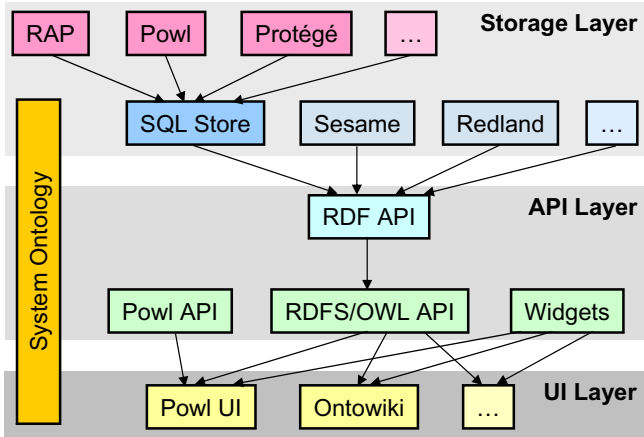 RAP Powl Protégé … Storage Layer
SQL Store Sesame Redland …
System Ontology
RDF API API Layer
Powl API RDFS/OWL API Widgets
Powl UI Ontowiki … UI Layer